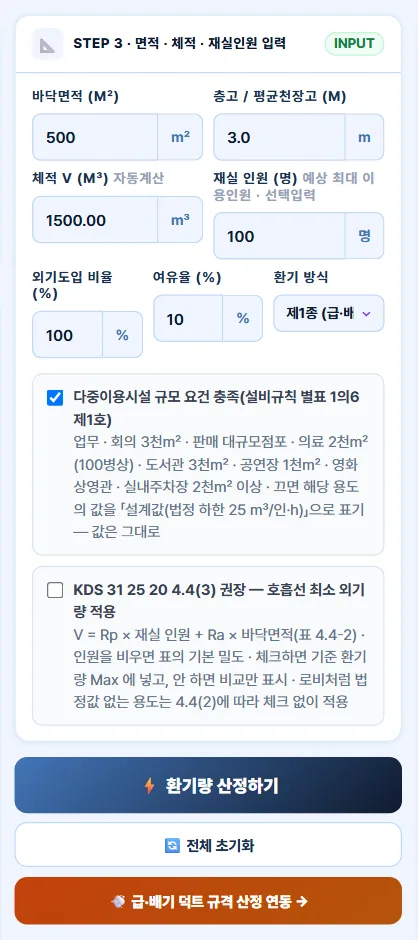 STEP 3 · 면적 · 체적 · 재실인원 입력
INPUT
바닥면적 (M²)
500
m²
층고 / 평균천장고 (M)
3.0
m
체적 V (M³) 자동계산
1500.00
m³
재실 인원 (명) 예상 최대 이
용인원 · 선택입력
100
명
외기도입 비율
(%)
100
%
여유율 (%)
10
%
환기 방식
제1종 (급·배
다중이용시설 규모 요건 충족(설비규칙 별표 1의6
제1호)
업무 · 회의 3천m² · 판매 대규모점포 · 의료 2천m²
(100병상) · 도서관 3천m² · 공연장 1천m² · 영화
상영관 · 실내주차장 2천m² 이상 · 끄면 해당 용도
의 값을 「설계값(법정 하한 25 m³/인·h)」으로 표기
— 값은 그대로
KDS 31 25 20 4.4(3) 권장 — 호흡선 최소 외기
량 적용
V = Rp × 재실 인원 + Ra × 바닥면적(표 4.4-2) ·
인원을 비우면 표의 기본 밀도 · 체크하면 기준 환기
량 Max 에 넣고, 안 하면 비교만 표시 · 로비처럼 법
정값 없는 용도는 4.4(2)에 따라 체크 없이 적용
환기량 산정하기
전체 초기화
급·배기 덕트 규격 산정 연동 →